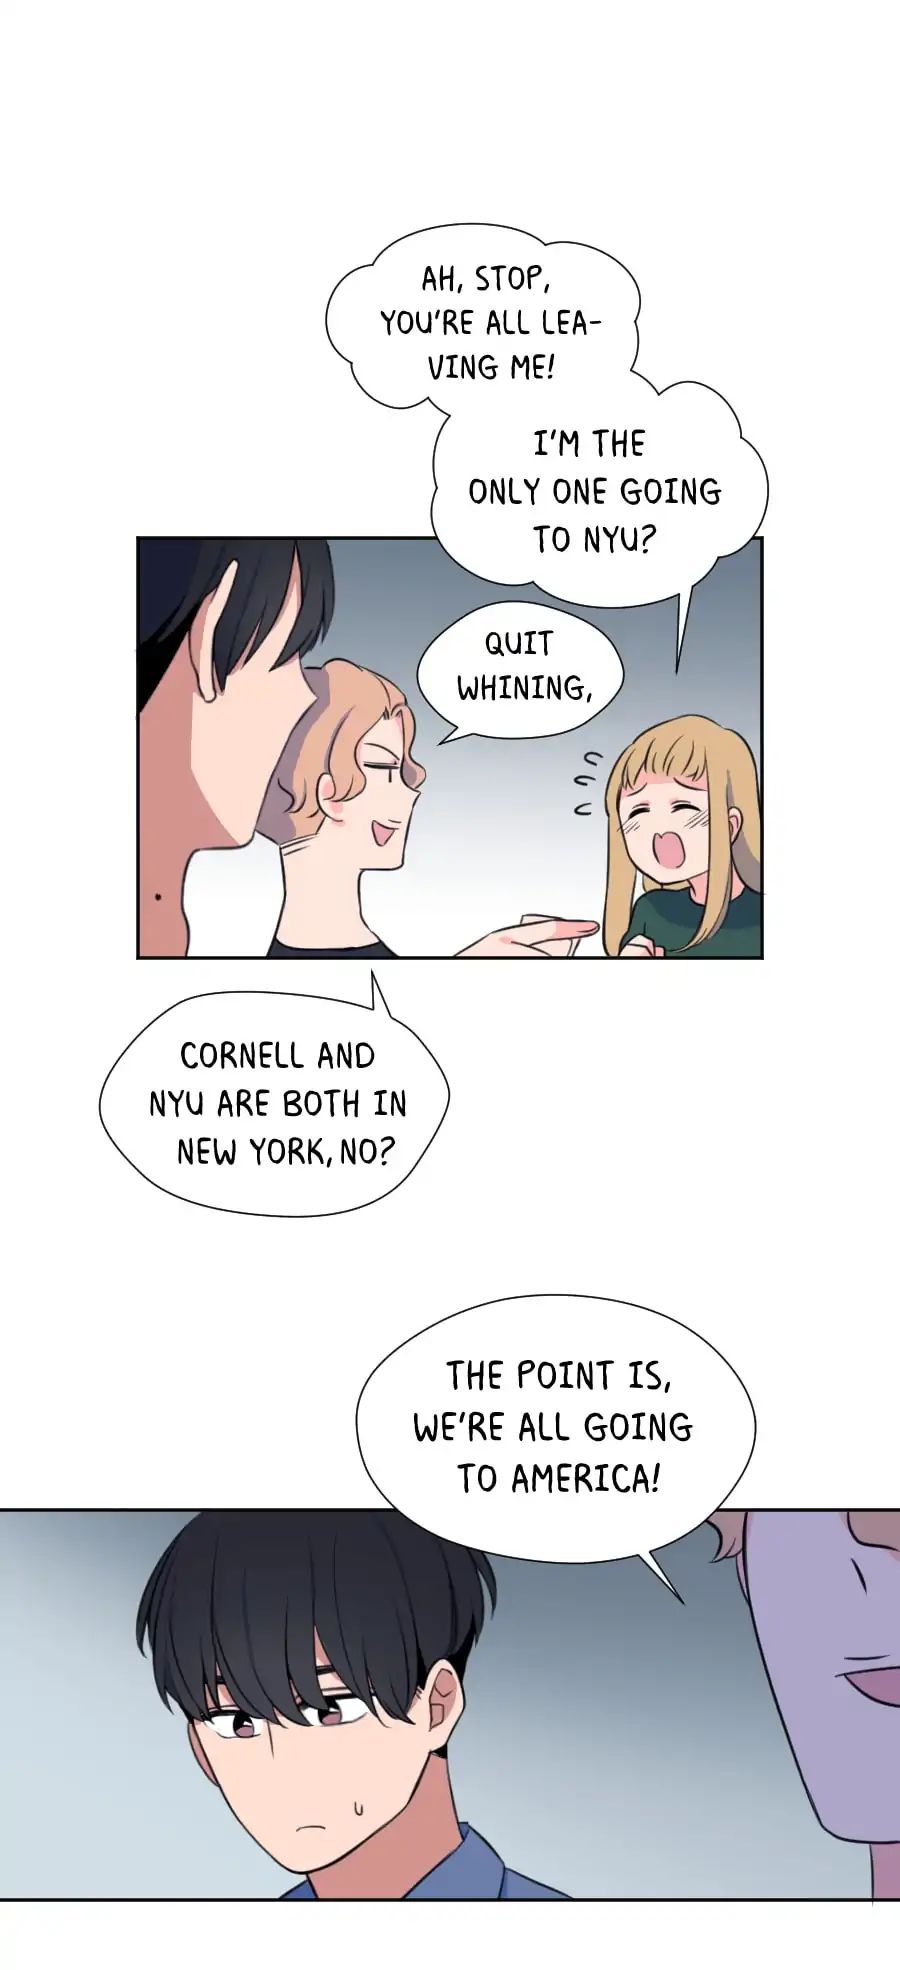 AH, STOP,
YOU'RE ALL LEA-
VING ME!
I'M THE
ONLY ONE GOING
TO NYU?
QUIT
WHINING,
CORNELL AND
NYU ARE BOTH IN
NEW YORK, NO?
THE POINT IS,
WE'RE ALL GOING
TO AMERICA!